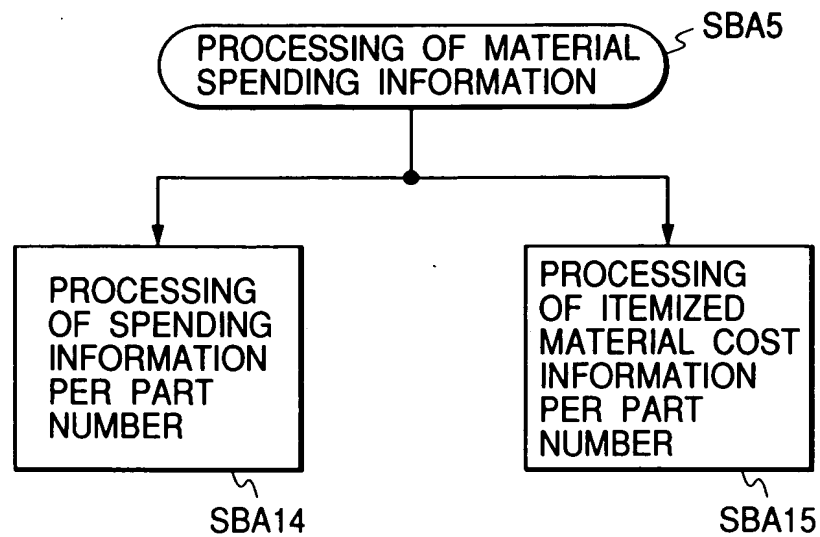 PROCESSING OF MATERIAL
SPENDING INFORMATION
SBA5
PROCESSING
OF SPENDING
INFORMATION
PER PART
NUMBER
SBA14
PROCESSING
OF ITEMIZED
MATERIAL COST
INFORMATION
PER PART
NUMBER
SBA15